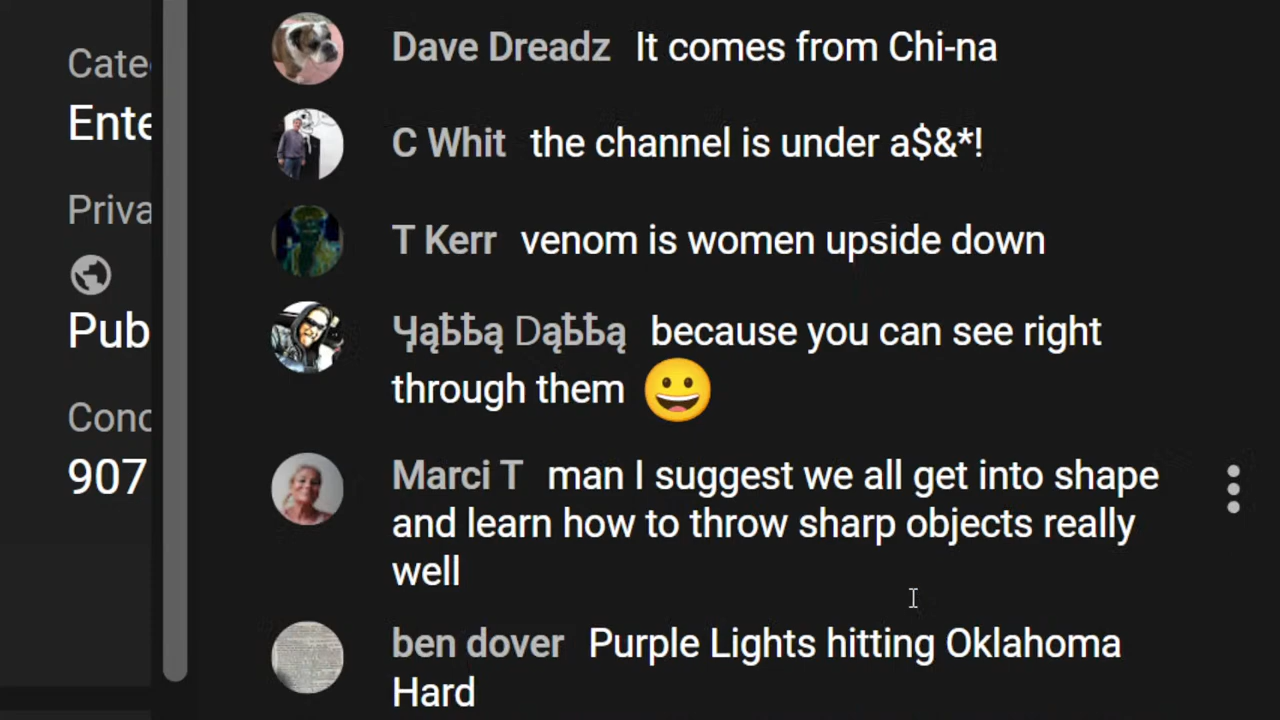 Cate
Ente
Priva
Pub
Conc
907
Dave Dreadz It comes from Chi-na
C Whit the channel is under a$&*!
T Kerr venom is women upside down
Ⴤąҍҍą Dąҍҍą because you can see right
through them 😀
Marci T man I suggest we all get into shape
and learn how to throw sharp objects really
well
ben dover Purple Lights hitting Oklahoma
Hard